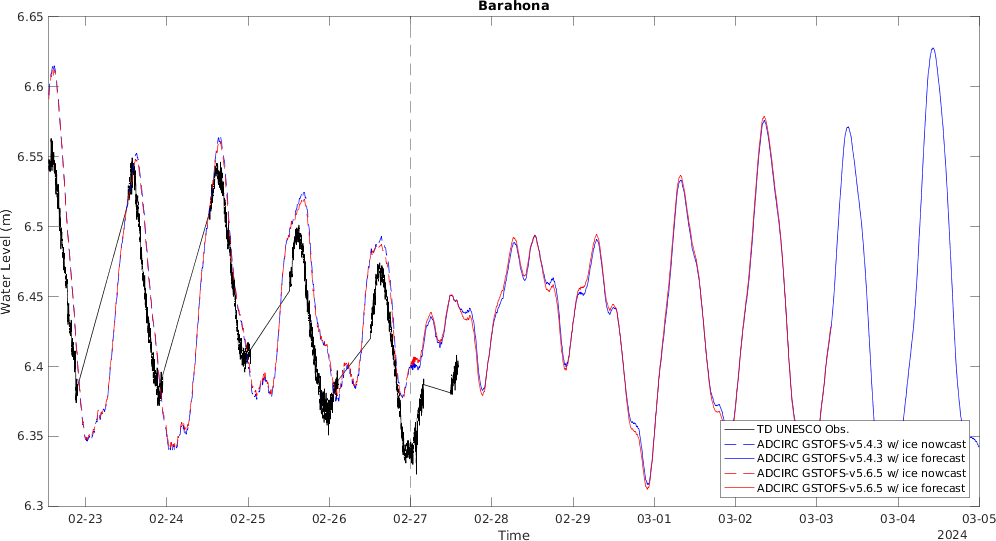 Barahona
6.65
6.6
6.55
6.5
6.45
6.4
6.35
6.3
Water Level (m)
TD UNESCO Obs.
ADCIRC GSTOFS-v5.4.3 w/ ice nowcast
ADCIRC GSTOFS-v5.4.3 w/ ice forecast
ADCIRC GSTOFS-v5.6.5 w/ ice nowcast
ADCIRC GSTOFS-v5.6.5 w/ ice forecast
02-23 02-24 02-25 02-26 02-27 02-28 02-29 03-01 03-02 03-03 03-04 03-05
Time
2024